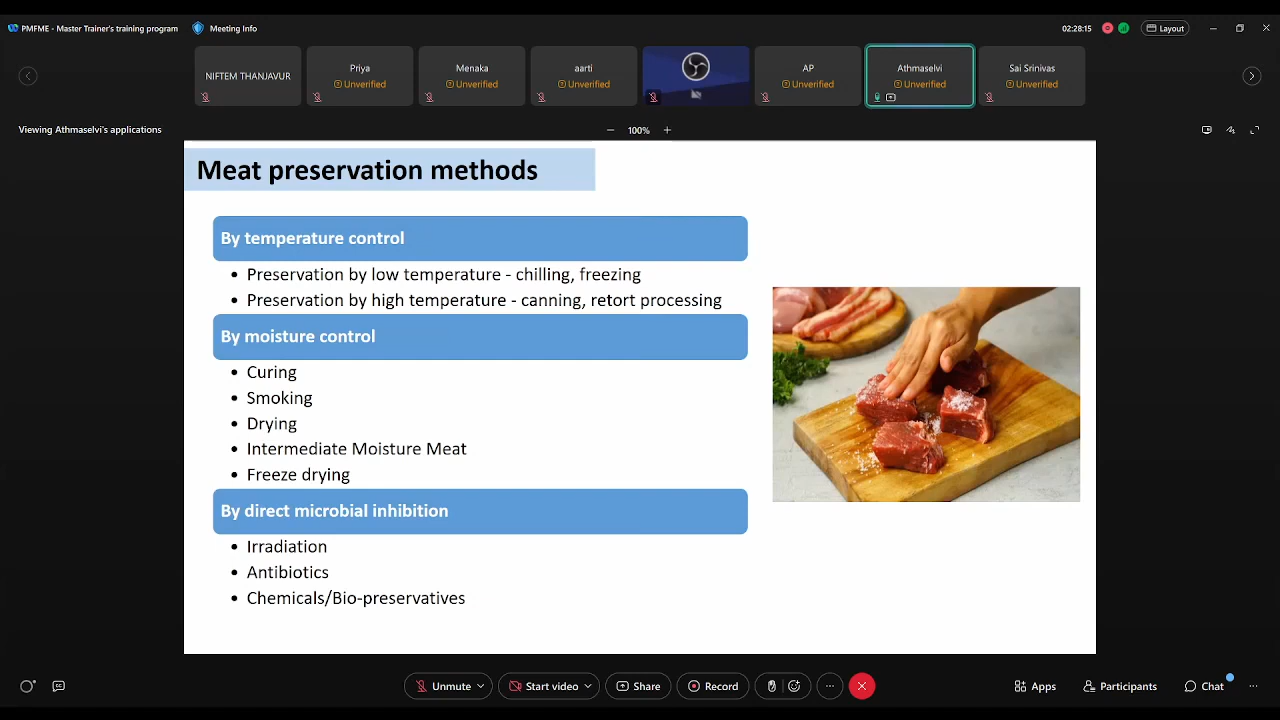 PMFME - Master Trainer's training program
Meeting Info
02:28:15
Layout
NIFTEM THANJAVUR
Priya
Unverified
Menaka
Unverified
aarti
Unverified
AP
Unverified
Athmaselvi
Unverified
Sai Srinivas
Unverified
Viewing Athmaselvi's applications
100%
Meat preservation methods
By temperature control
• Preservation by low temperature - chilling, freezing
• Preservation by high temperature - canning, retort processing
By moisture control
• Curing
• Smoking
• Drying
• Intermediate Moisture Meat
• Freeze drying
By direct microbial inhibition
• Irradiation
• Antibiotics
• Chemicals/Bio-preservatives
Unmute
Start video
Share
Record
Apps
Participants
Chat